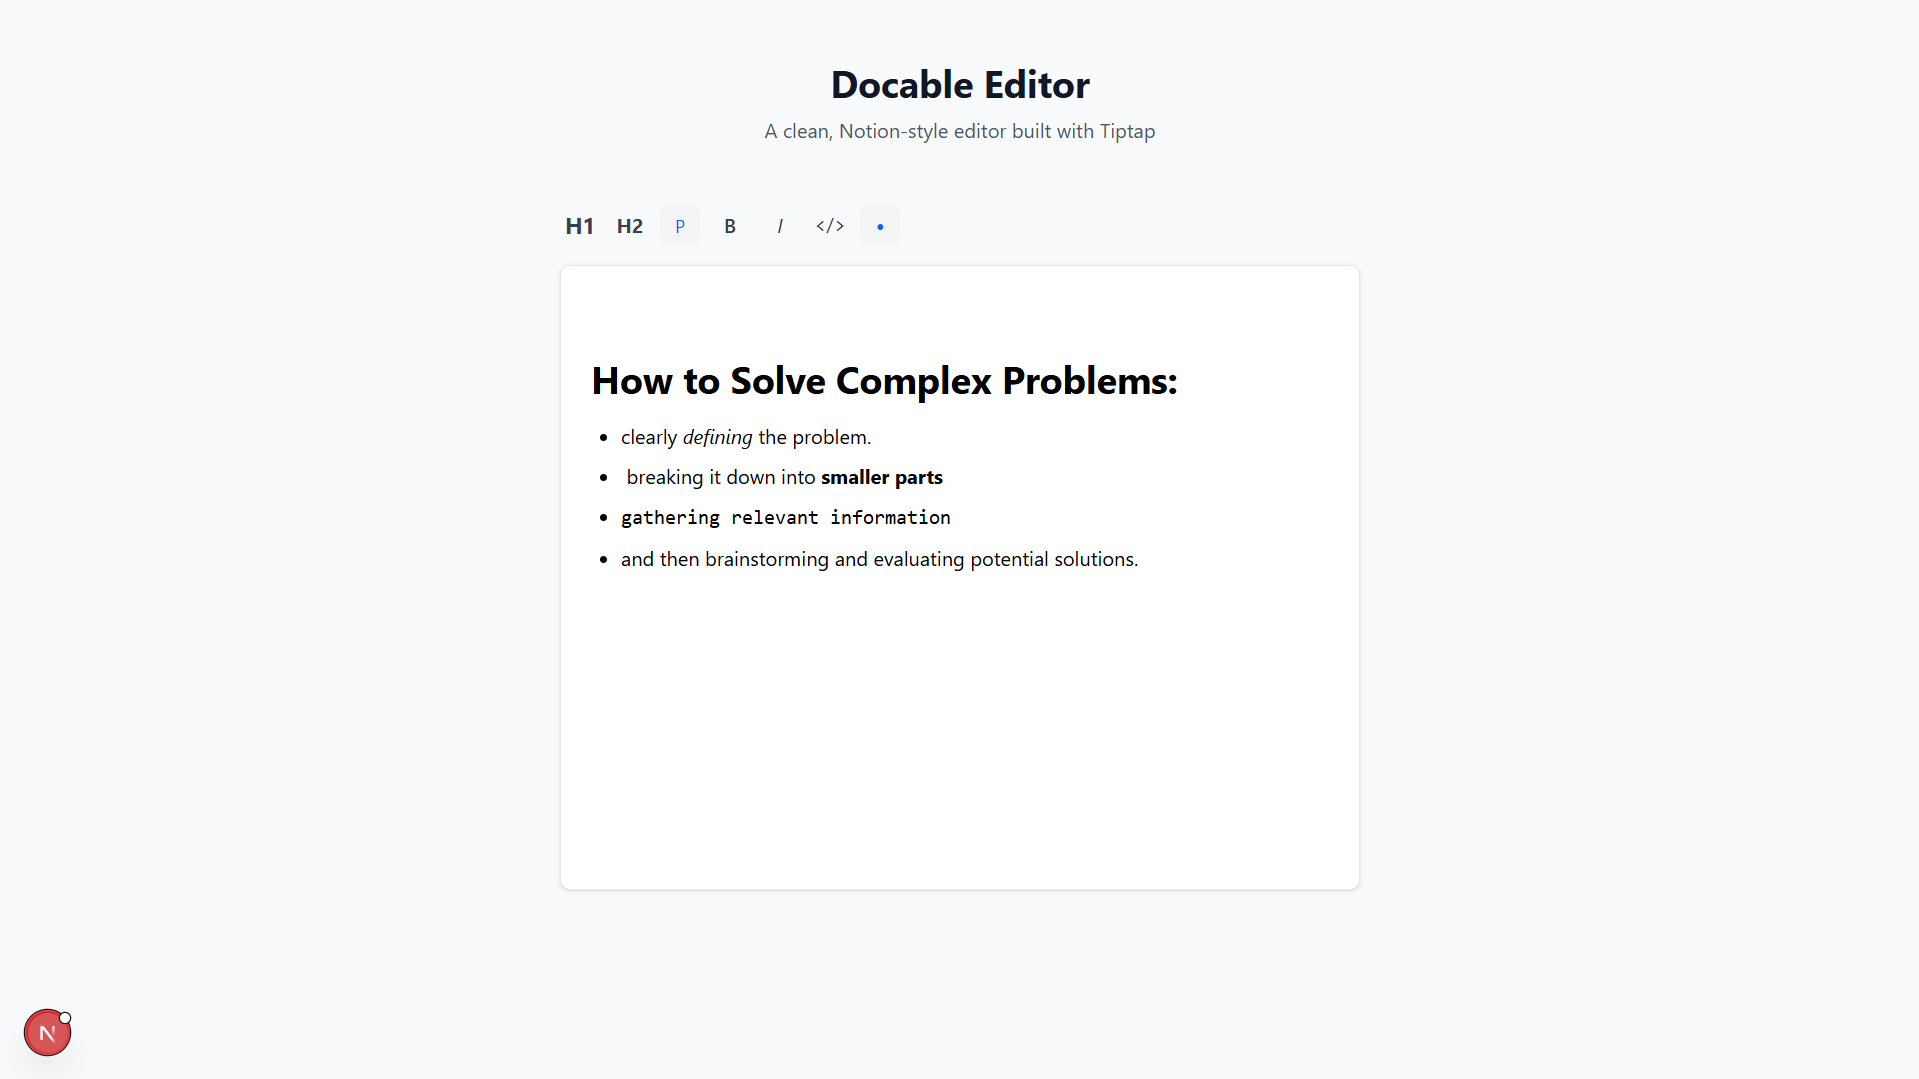 Docable Editor
A clean, Notion-style editor built with Tiptap
H1 H2 P B I </> •
How to Solve Complex Problems:
• clearly defining the problem.
• breaking it down into smaller parts
• gathering relevant information
• and then brainstorming and evaluating potential solutions.
N